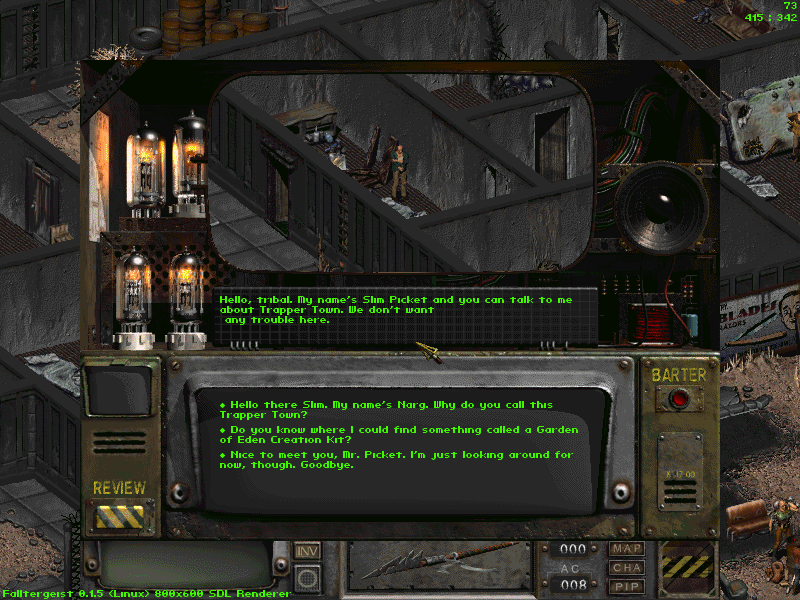 73
415 : 342
Hello, tribal. My name's Slim Picket and you can talk to me
about Trapper Town. We don't want
any trouble here.
BARTER
◆ Hello there Slim. My name's Narg. Why do you call this
Trapper Town?
◆ Do you know where I could find something called a Garden
of Eden Creation Kit?
◆ Nice to meet you, Mr. Picket. I'm just looking around for
now, though. Goodbye.
REVIEW
INV
000
MAP
AC
CHA
008
PIP
Falltergeist 0.1.5 (Linux) 800x600 SDL Renderer